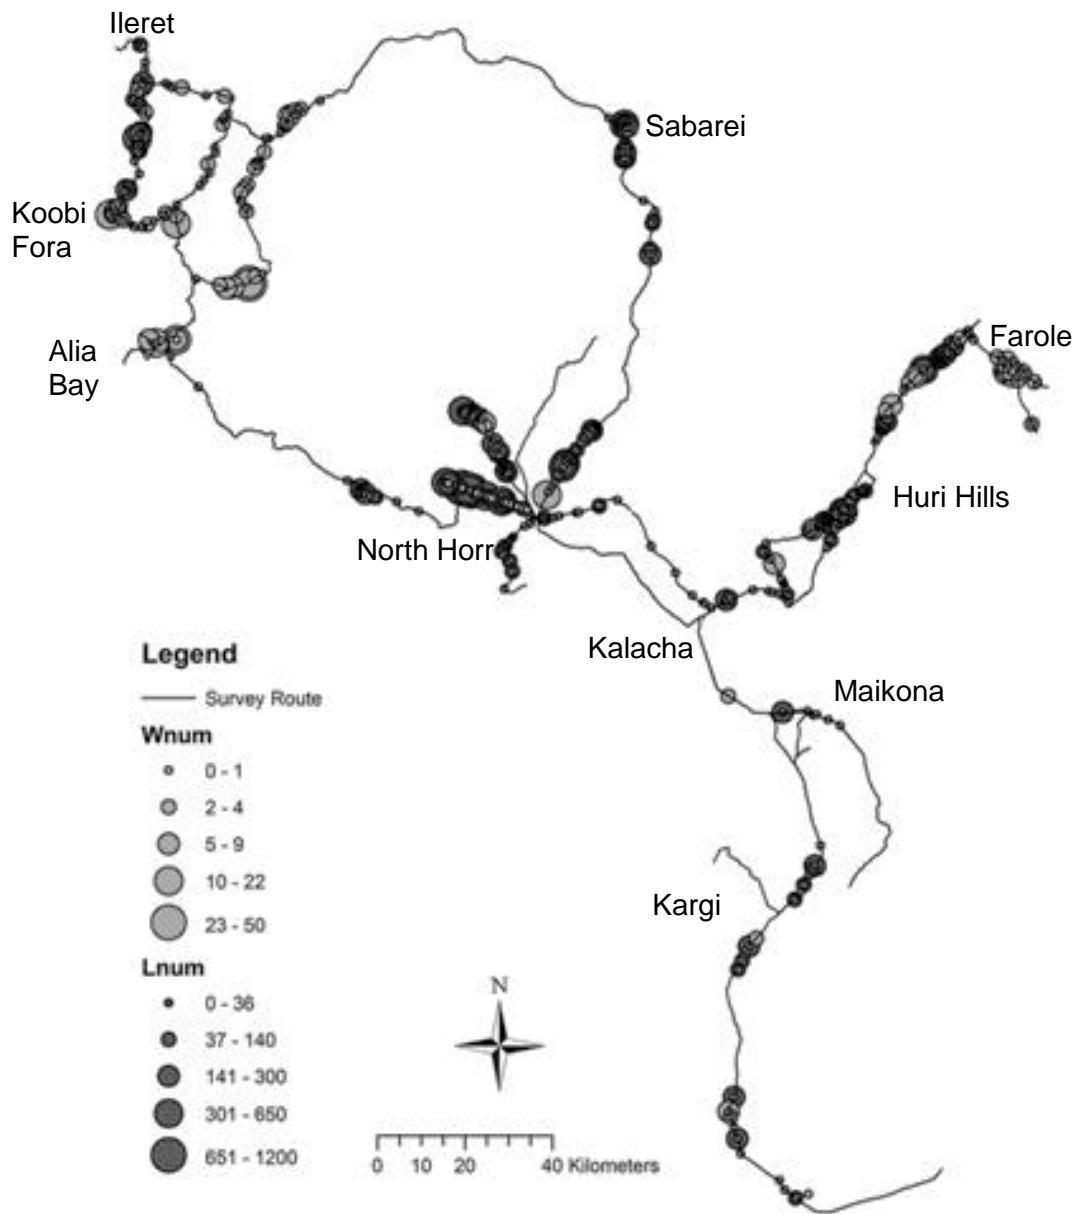 Ileret
Sabarei
Koobi
Fora
Farole
Alia
Bay
Huri Hills
North Horr
Kalacha
Maikona
Kargi
Legend
Survey Route
Wnum
0 - 1
2 - 4
5 - 9
10 - 22
23 - 50
Lnum
0 - 36
37 - 140
141 - 300
301 - 650
651 - 1200
N
0 10 20 40 Kilometers